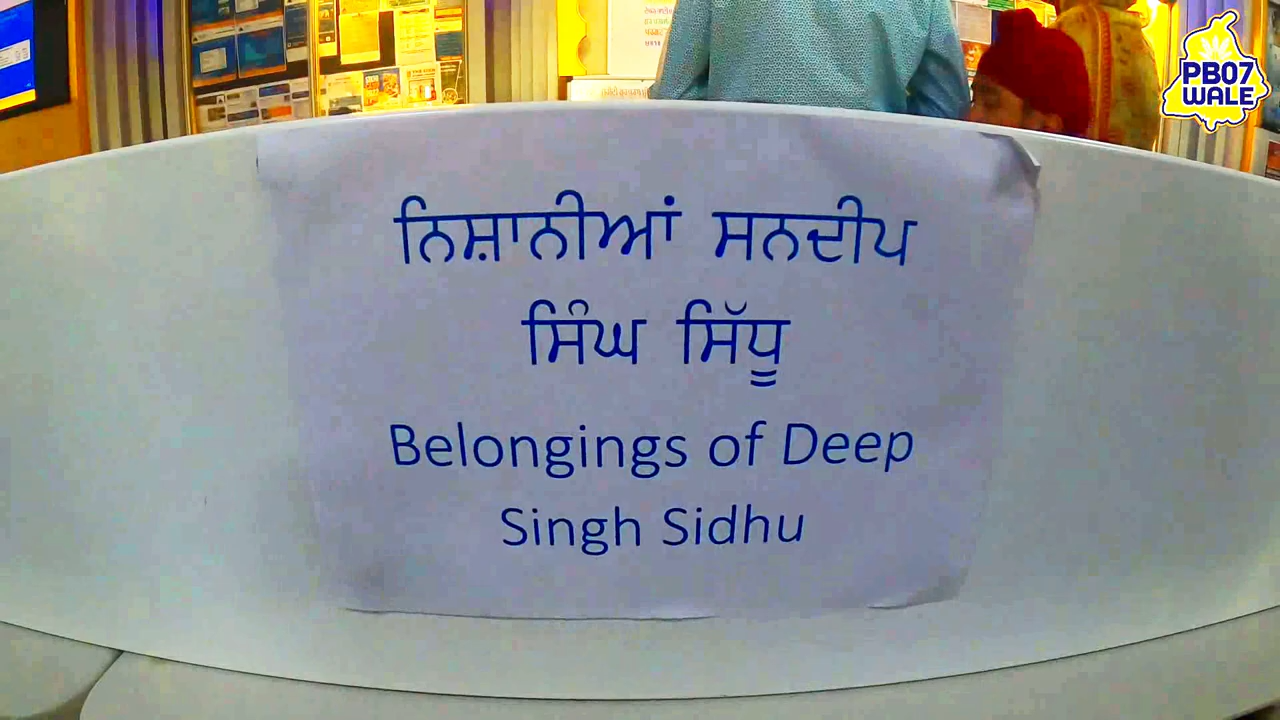 PB07
WALE
ਨਿਸ਼ਾਨੀਆਂ ਸਨਦੀਪ
ਸਿੰਘ ਸਿੱਧੂ
Belongings of Deep
Singh Sidhu